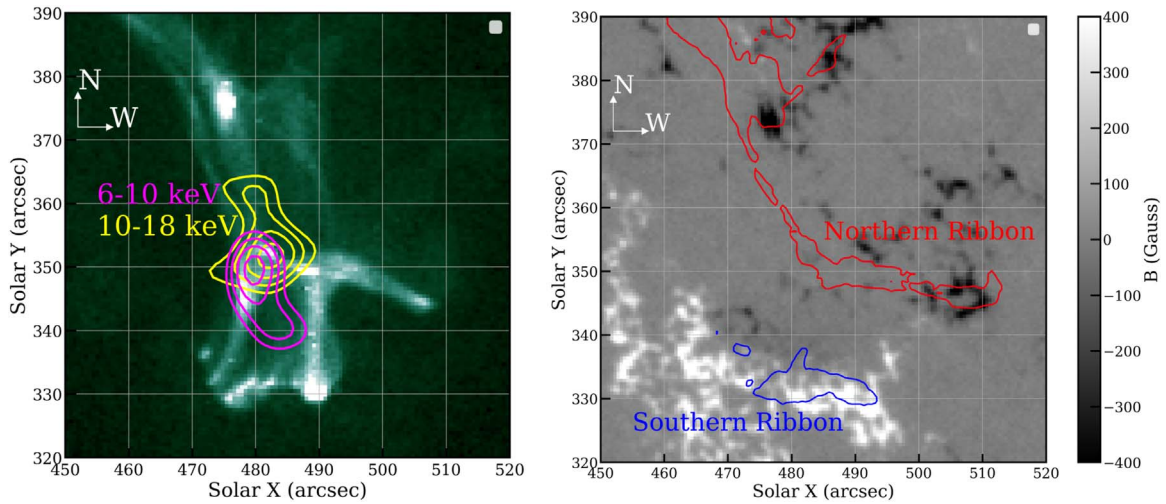 390
380
370
360
350
340
330
320
Solar Y (arcsec)
N
W
6-10 keV
10-18 keV
450 460 470 480 490 500 510 520
Solar X (arcsec)
390
380
370
360
350
340
330
320
Solar Y (arcsec)
N
W
Northern Ribbon
Southern Ribbon
450 460 470 480 490 500 510 520
Solar X (arcsec)
400
300
200
100
0
−100
−200
−300
−400
B (Gauss)